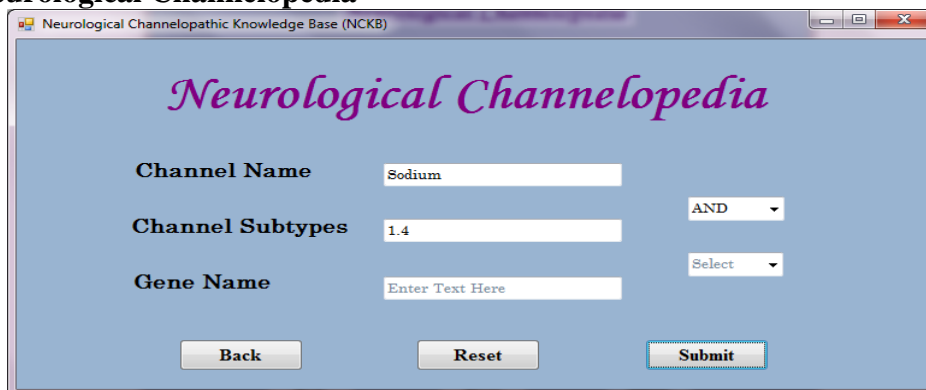 Neurological Channelopathic Knowledge Base (NCKB)
Neurological Channelopedia
Channel Name
Sodium
AND
Channel Subtypes
1.4
Select
Gene Name
Enter Text Here
Back
Reset
Submit